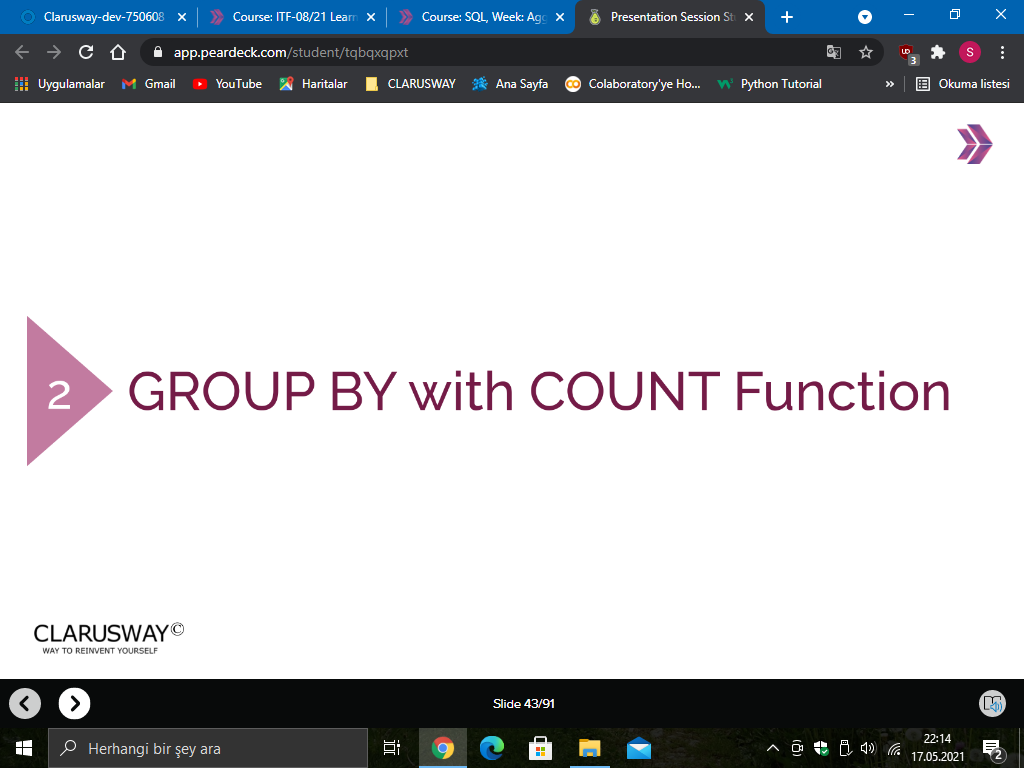 Clarusway-dev-750608
Course: ITF-08/21 Learn
Course: SQL, Week: Agg
Presentation Session St
app.peardeck.com/student/tqbqxqpxt
UD
3
S
Uygulamalar
Gmail
YouTube
Haritalar
CLARUSWAY
Ana Sayfa
Colaboratory'ye Ho...
Python Tutorial
»
Okuma listesi
2
GROUP BY with COUNT Function
CLARUSWAY©
WAY TO REINVENT YOURSELF
Slide 43/91
Herhangi bir şey ara
22:14
17.05.2021
2